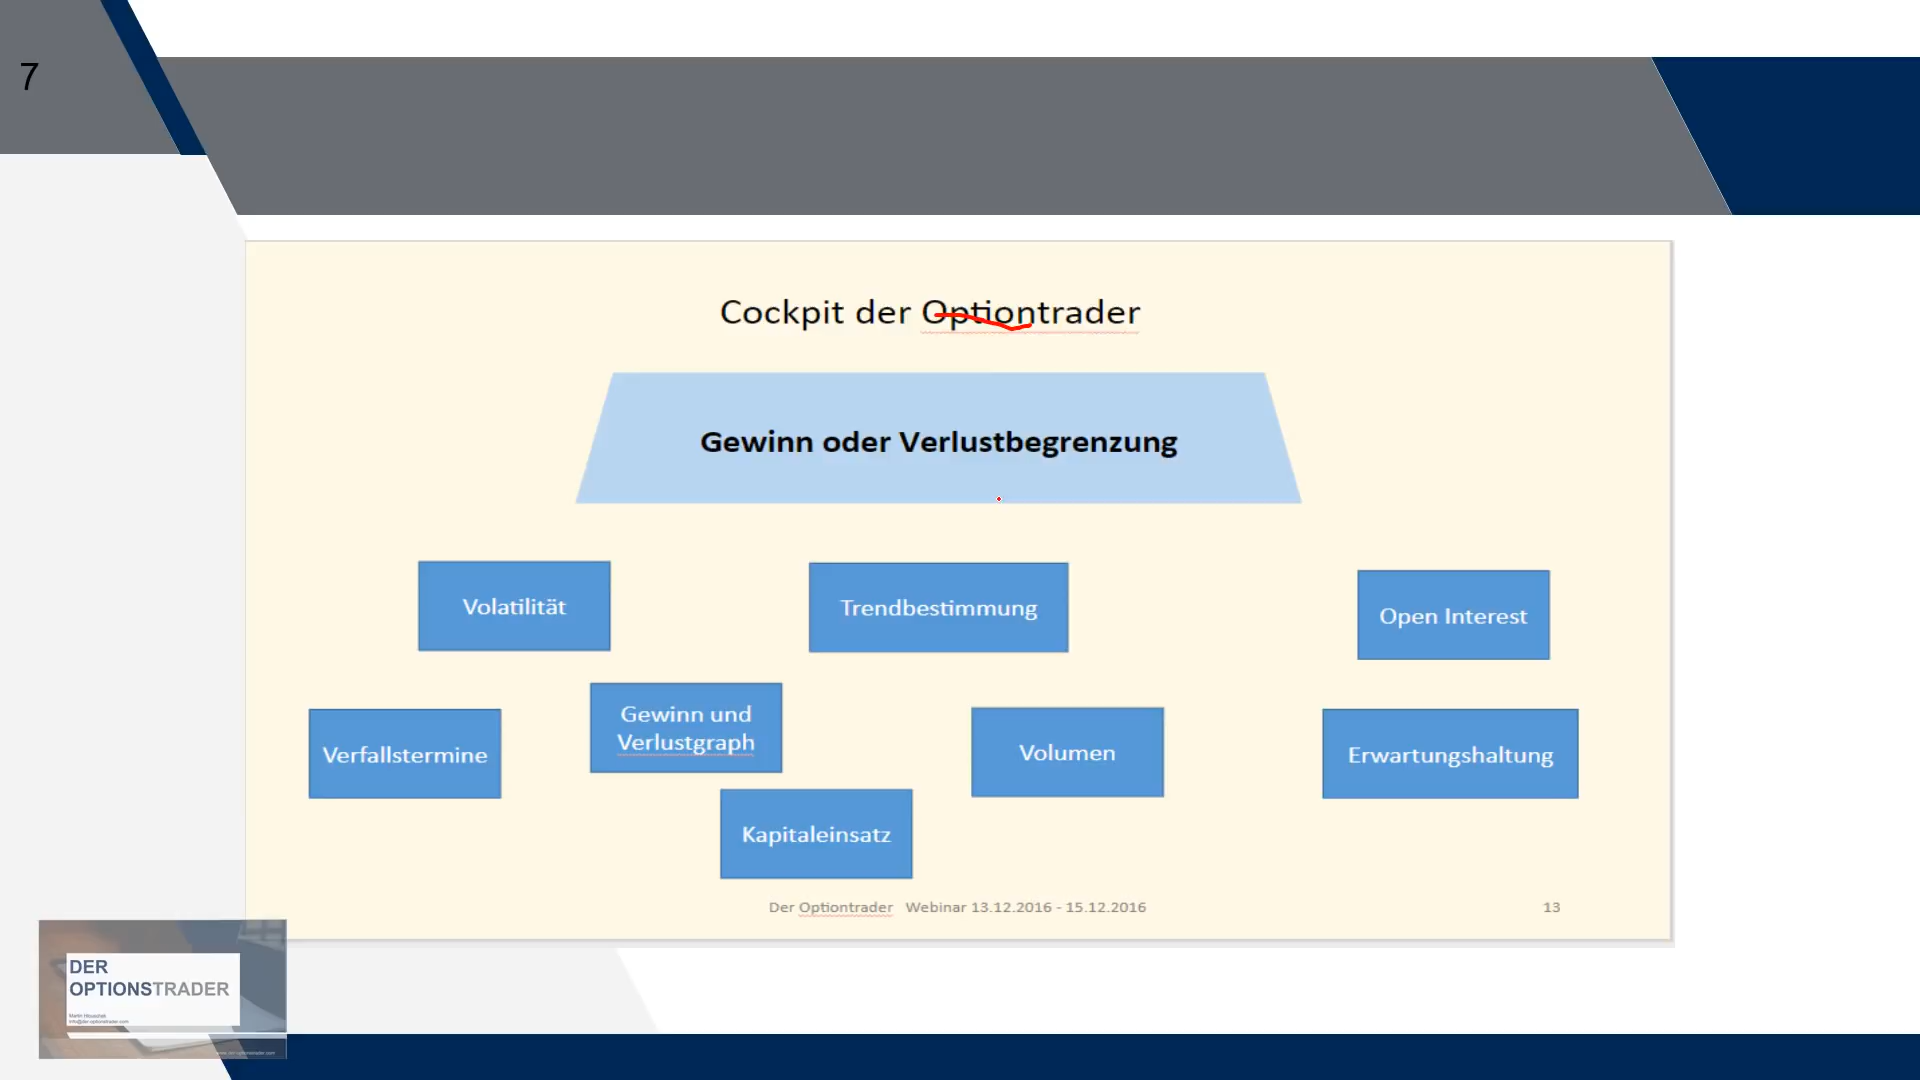 7
Cockpit der Optiontrader
Gewinn oder Verlustbegrenzung
Volatilität
Trendbestimmung
Open Interest
Verfallstermine
Gewinn und
Verlustgraph
Volumen
Erwartungshaltung
Kapitaleinsatz
Der Optiontrader Webinar 13.12.2016 - 15.12.2016
13
DER
OPTIONSTRADER